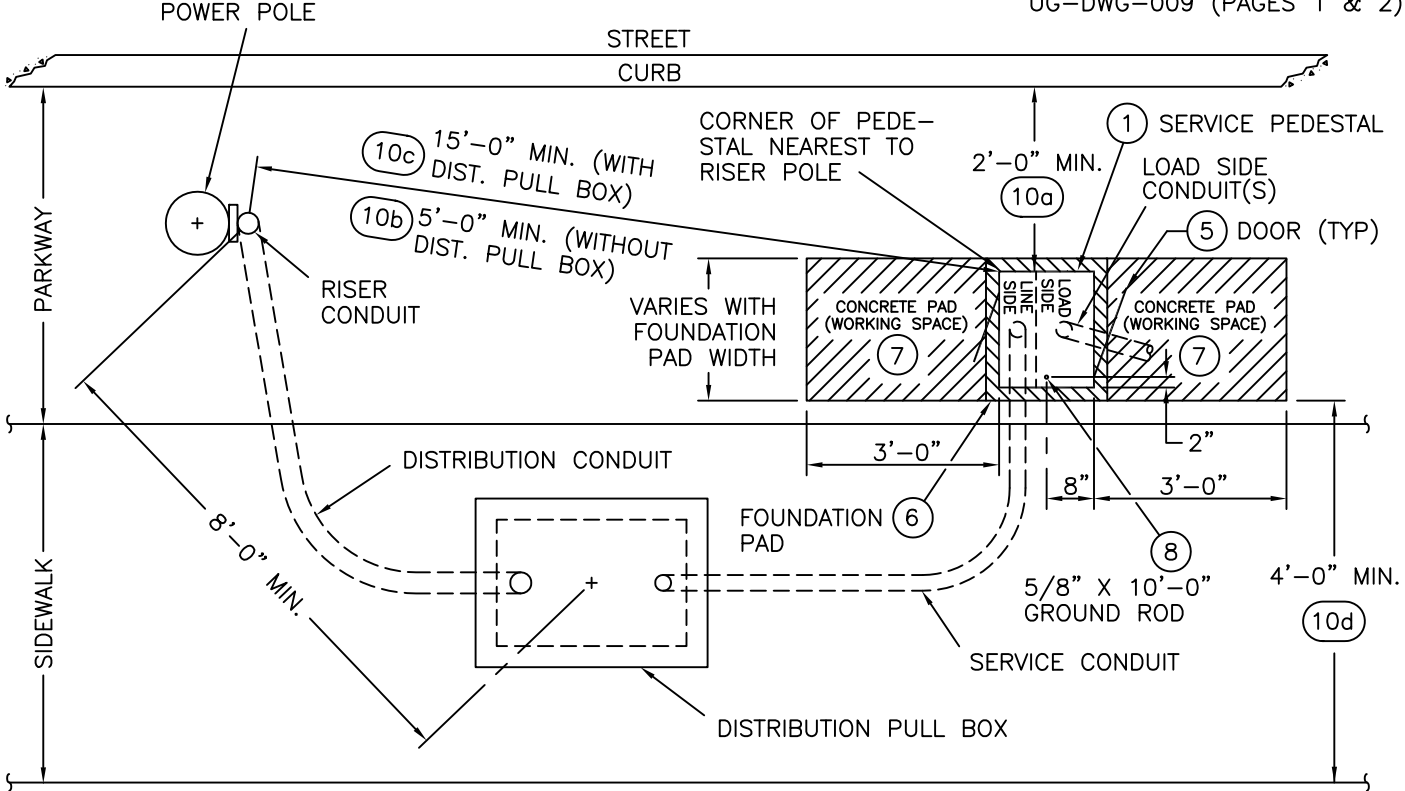 UG-DWG-009 (PAGES 1 & 2)
POWER POLE
STREET
CURB
CORNER OF PEDE-
STAL NEAREST TO
RISER POLE
1 SERVICE PEDESTAL
2'-0" MIN.
10a
LOAD SIDE
CONDUIT(S)
5 DOOR (TYP)
10c 15'-0" MIN. (WITH
DIST. PULL BOX)
10b 5'-0" MIN. (WITHOUT
DIST. PULL BOX)
PARKWAY
RISER
CONDUIT
VARIES WITH
FOUNDATION
PAD WIDTH
CONCRETE PAD
(WORKING SPACE)
7
LINE
SIDE
LOAD
SIDE
CONCRETE PAD
(WORKING SPACE)
7
2"
3'-0"
8"
3'-0"
DISTRIBUTION CONDUIT
FOUNDATION 6
PAD
8
5/8" X 10'-0"
GROUND ROD
4'-0" MIN.
10d
8'-0" MIN.
SIDEWALK
SERVICE CONDUIT
DISTRIBUTION PULL BOX